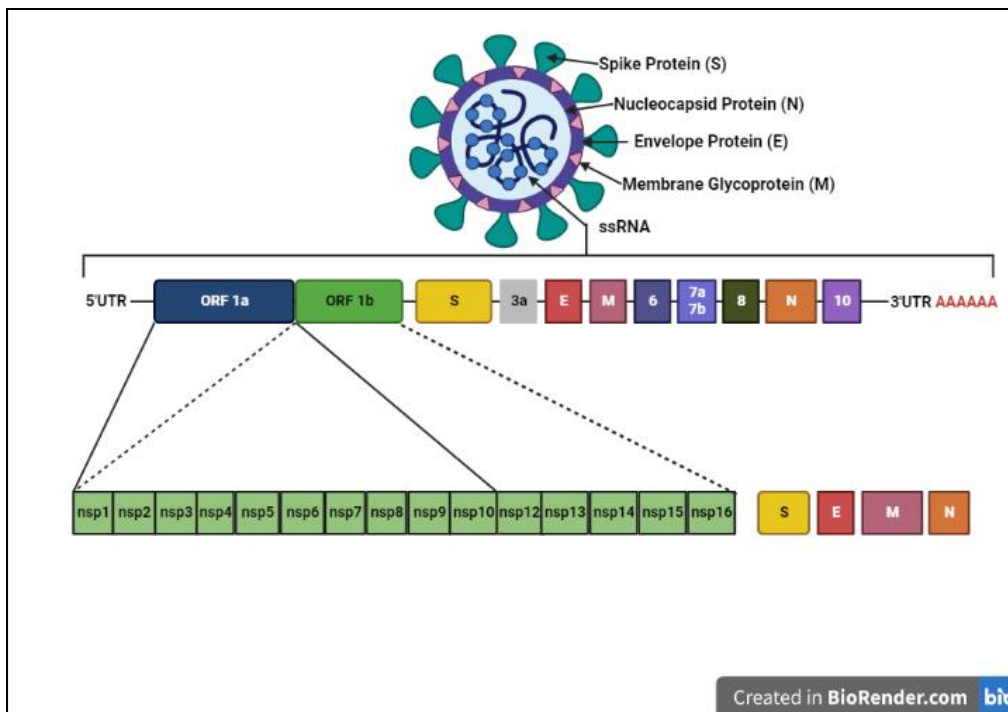 Spike Protein (S)
Nucleocapsid Protein (N)
Envelope Protein (E)
Membrane Glycoprotein (M)
ssRNA
5'UTR ORF 1a ORF 1b S 3a E M 6 7a 7b 8 N 10 3'UTR AAAAAA
nsp1 nsp2 nsp3 nsp4 nsp5 nsp6 nsp7 nsp8 nsp9 nsp10 nsp12 nsp13 nsp14 nsp15 nsp16 S E M N
Created in BioRender.com